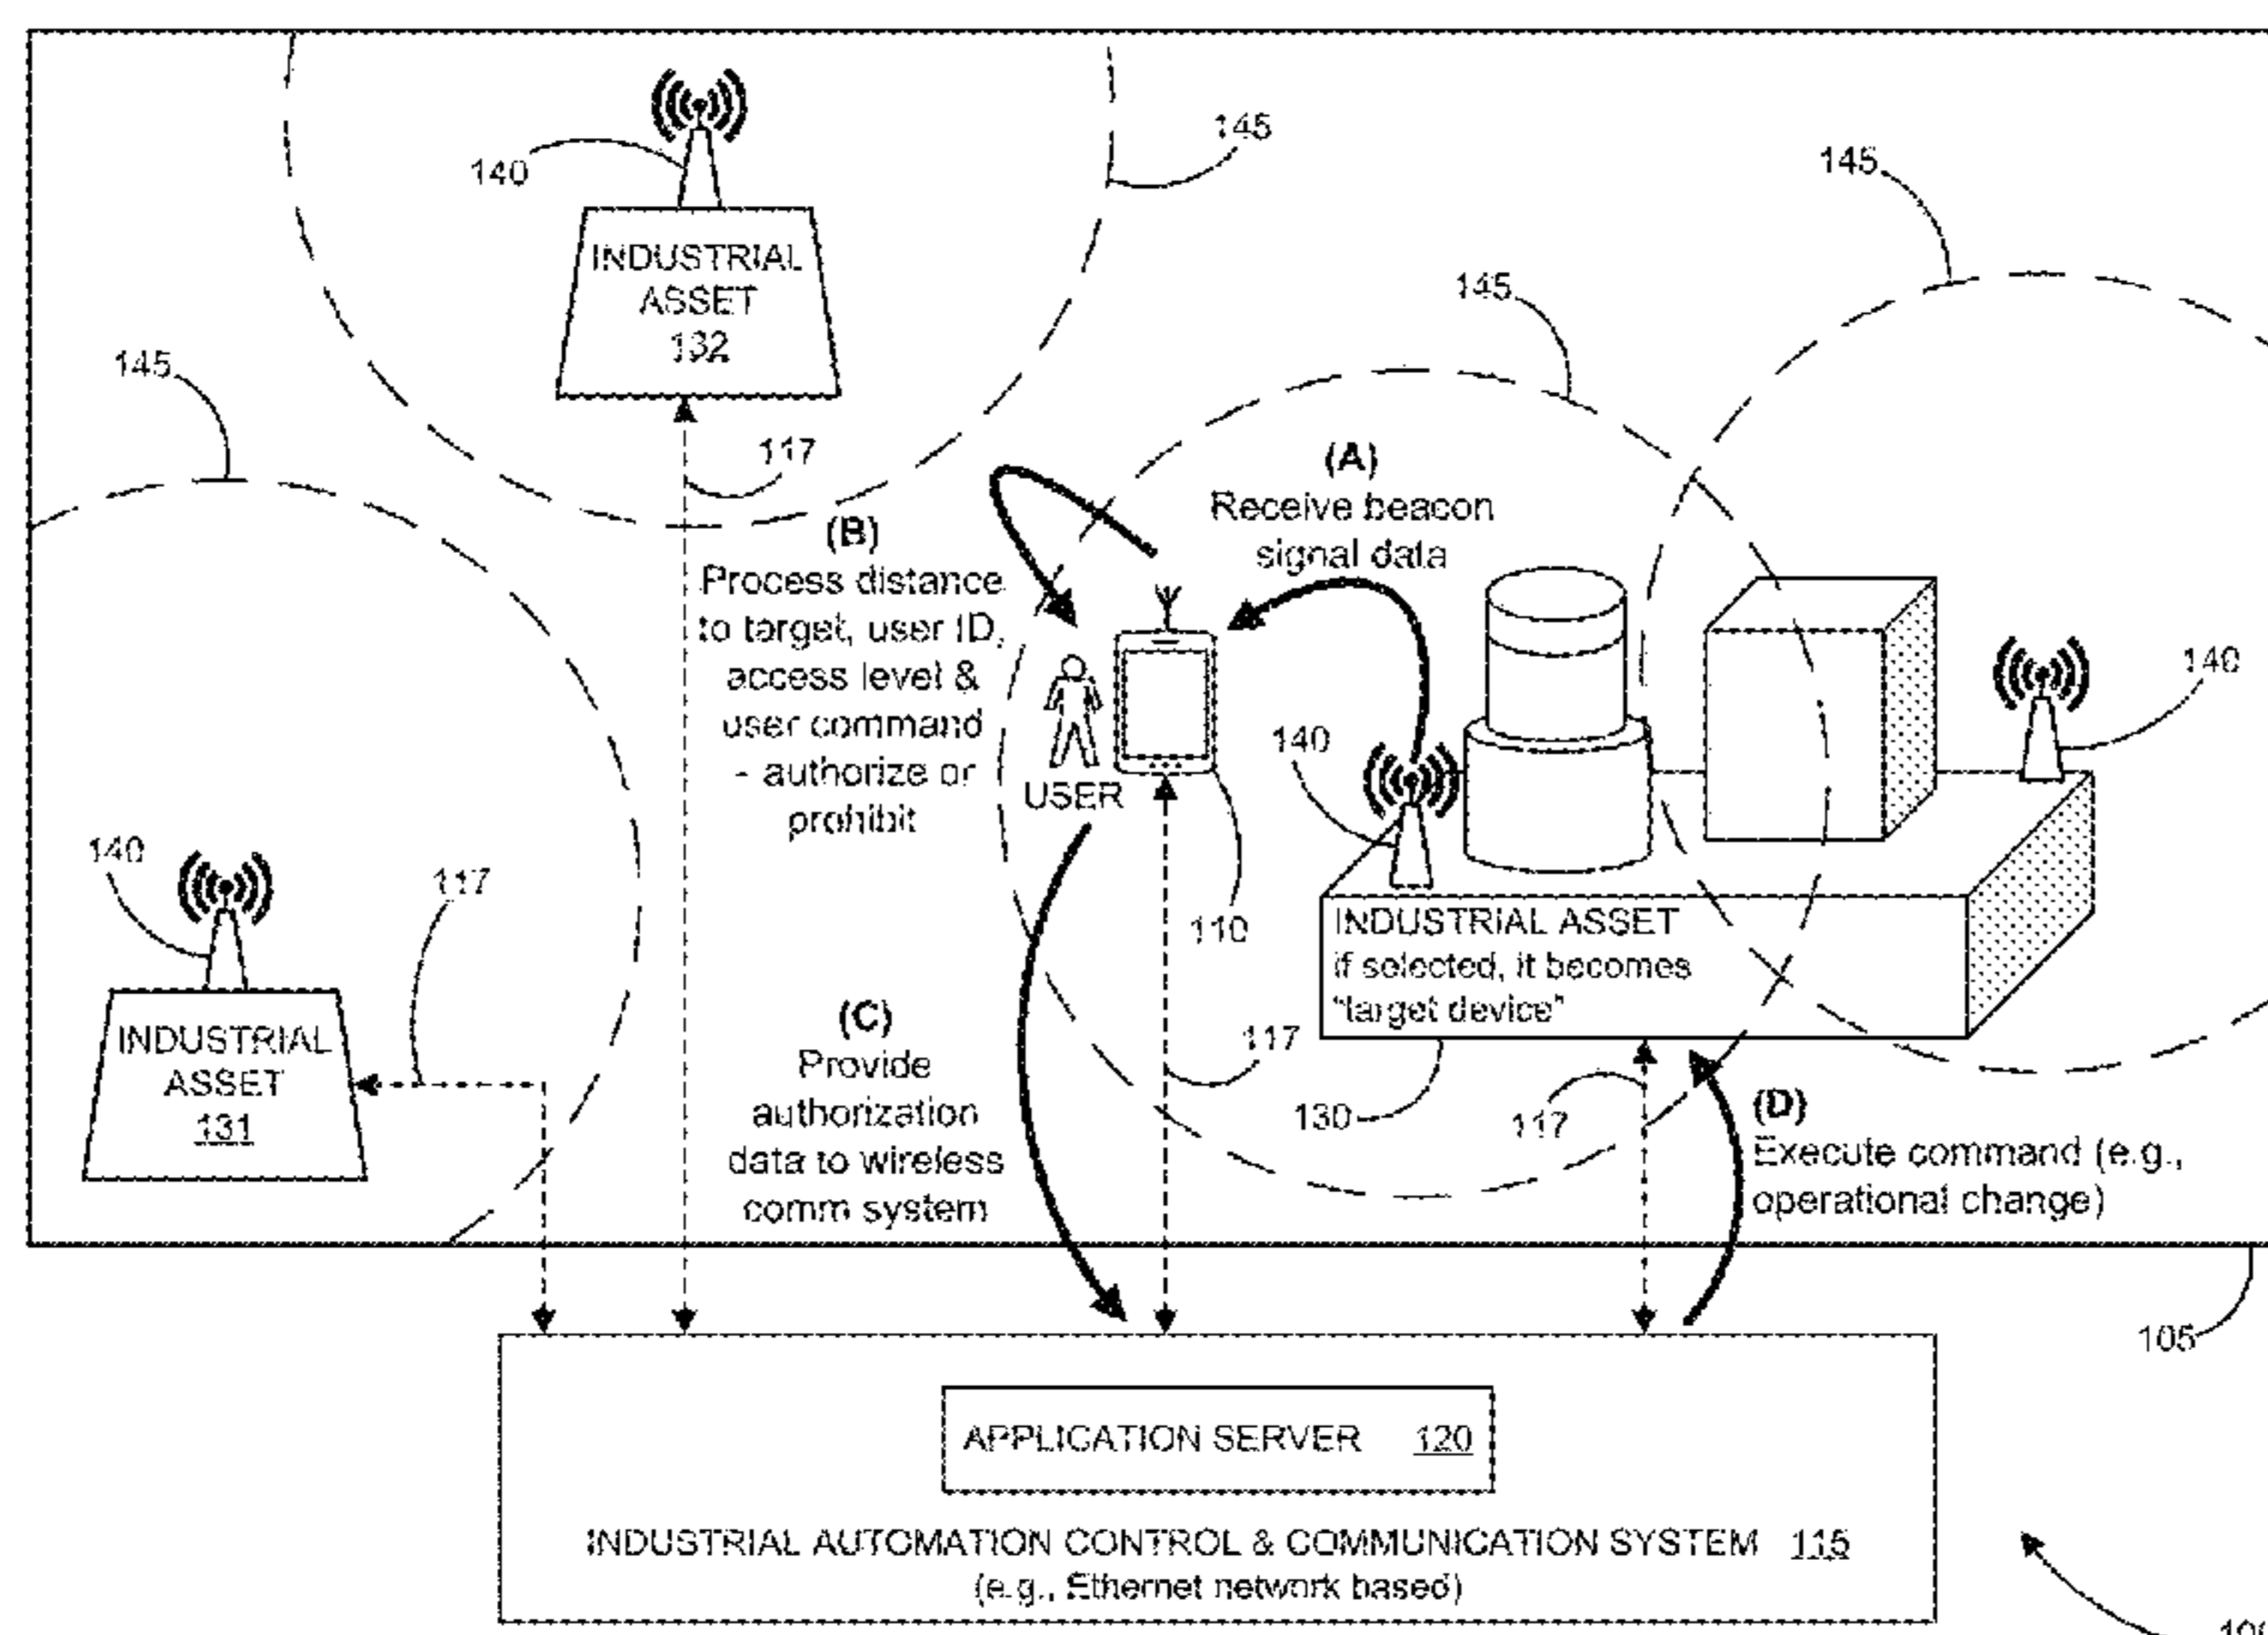 145
140
145
INDUSTRIAL
ASSET
132
145
145
117
(A)
Receive beacon
signal data
(B)
Process distance
to target, user ID,
access level &
user command
- authorize or
prohibit
140
140
USER
140
117
110
INDUSTRIAL ASSET
if selected, it becomes
"target device"
INDUSTRIAL
ASSET
131
(C)
Provide
authorization
data to wireless
comm system
117
130
117
(D)
Execute command (e.g.,
operational change)
105
APPLICATION SERVER 120
INDUSTRIAL AUTOMATION CONTROL & COMMUNICATION SYSTEM 115
(e.g., Ethernet network based)